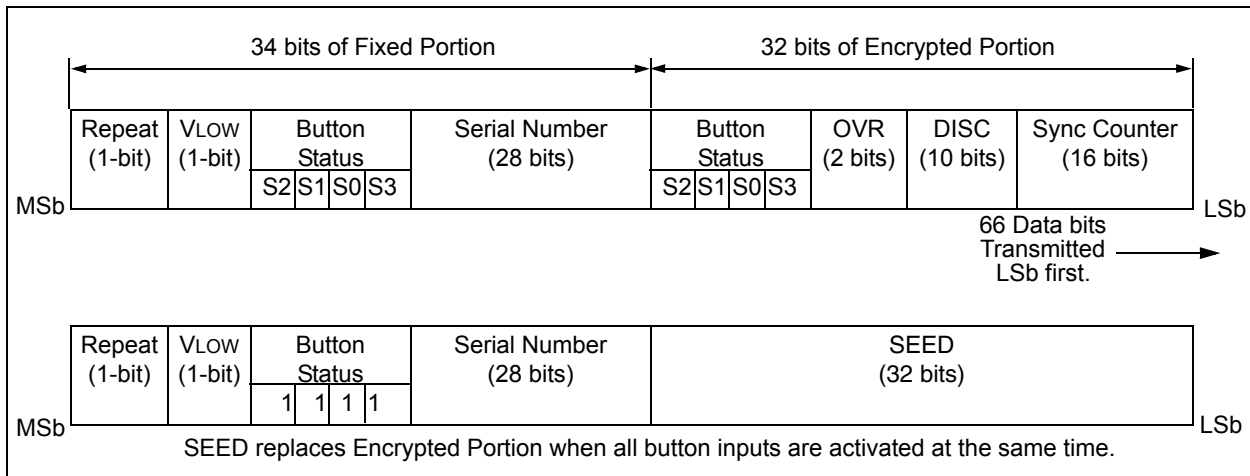 34 bits of Fixed Portion 32 bits of Encrypted Portion
Repeat VLOW Button Serial Number Button OVR DISC Sync Counter
(1-bit) (1-bit) Status (28 bits) Status (2 bits) (10 bits) (16 bits)
S2 S1 S0 S3 S2 S1 S0 S3
MSb LSb
66 Data bits
Transmitted
LSb first.
Repeat VLOW Button Serial Number SEED
(1-bit) (1-bit) Status (28 bits) (32 bits)
1 1 1 1
MSb LSb
SEED replaces Encrypted Portion when all button inputs are activated at the same time.